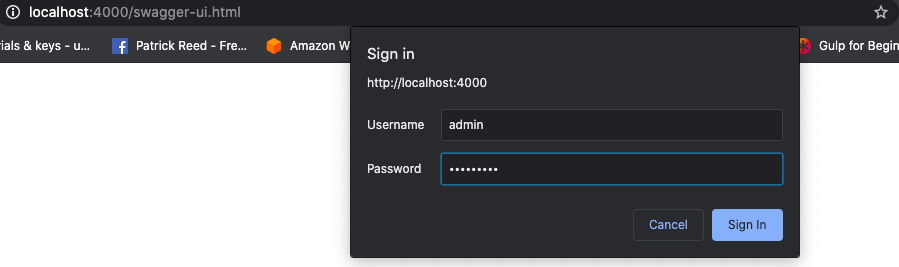 localhost:4000/swagger-ui.html
rials & keys - u... Patrick Reed - Fre... Amazon W Gulp for Begin
Sign in
http://localhost:4000
Username admin
Password •••••••••
Cancel Sign In